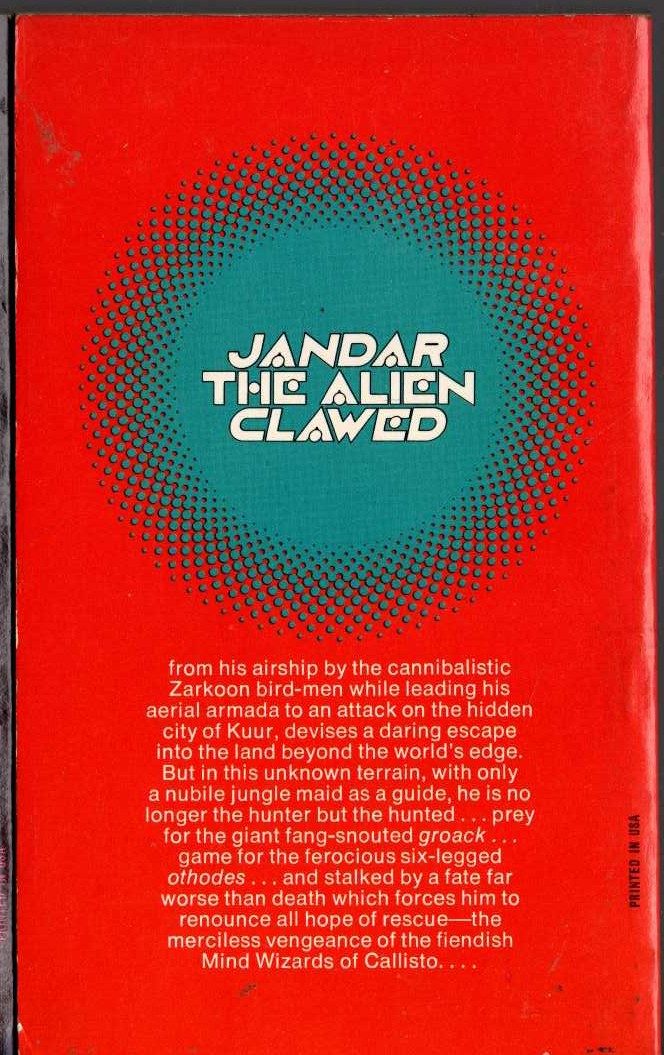 JANDAR
THE ALIEN
CLAWED
from his airship by the cannibalistic
Zarkoon bird-men while leading his
aerial armada to an attack on the hidden
city of Kuur, devises a daring escape
into the land beyond the world's edge.
But in this unknown terrain, with only
a nubile jungle maid as a guide, he is no
longer the hunter but the hunted . . . prey
for the giant fang-snouted groack . . .
game for the ferocious six-legged
othodes . . . and stalked by a fate far
worse than death which forces him to
renounce all hope of rescue—the
merciless vengeance of the fiendish
Mind Wizards of Callisto. . . .
PRINTED IN USA
PRINTED IN USA